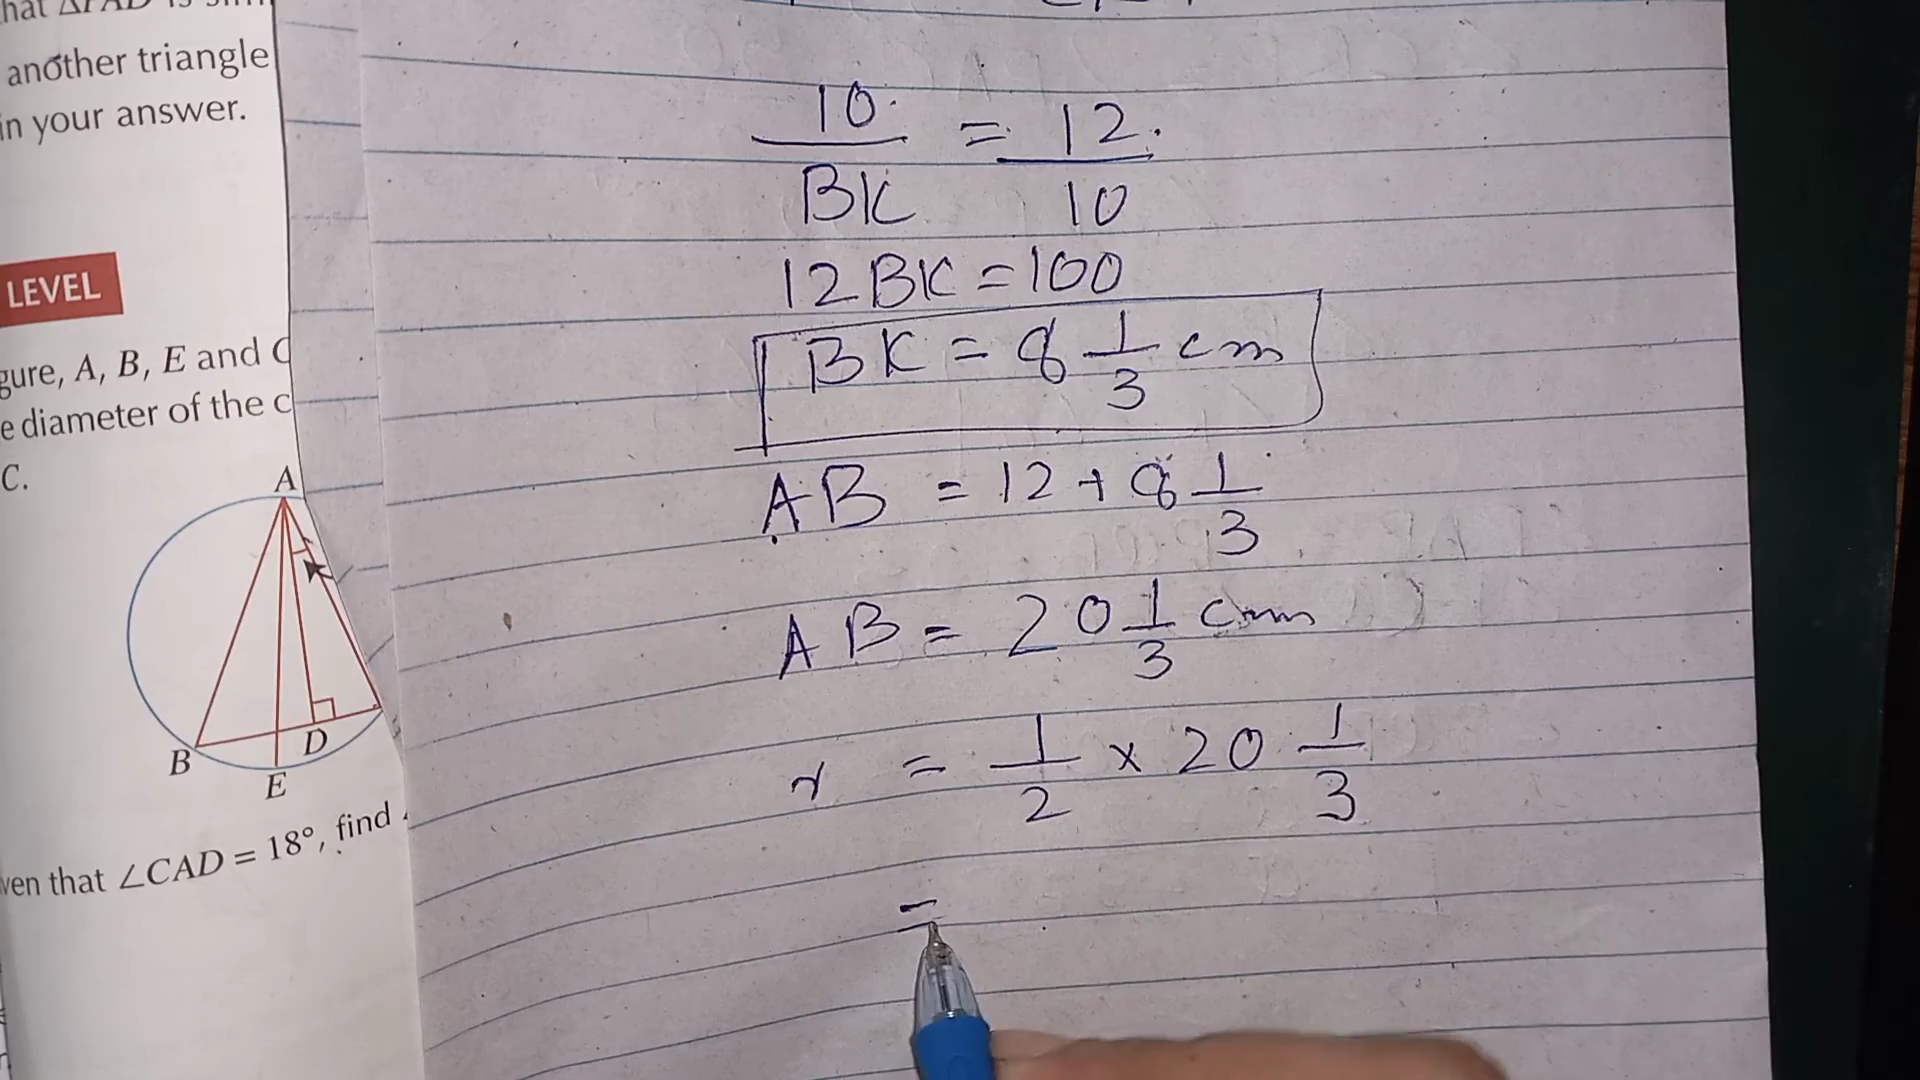 another triangle
in your answer.
LEVEL
gure, A, B, E and C
e diameter of the c
C.
A
B
D
E
ven that ∠CAD = 18°, find
10/BK = 12/10
12BK = 100
BK = 8 1/3 cm
AB = 12 + 8 1/3
AB = 20 1/3 cm
r = 1/2 × 20 1/3
=